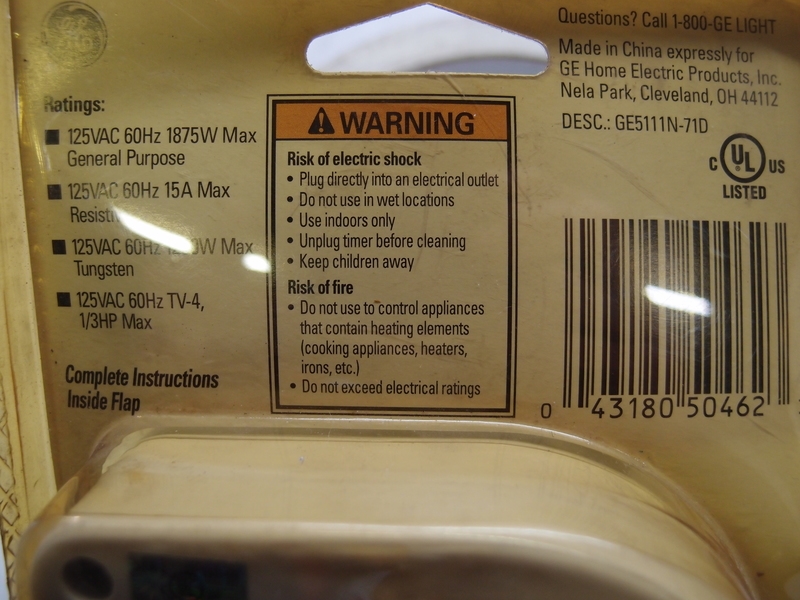 Ratings:
■ 125VAC 60Hz 1875W Max
General Purpose
■ 125VAC 60Hz 15A Max
■ 125VAC 60Hz Max
Tungsten
■ 125VAC 60Hz TV-4,
1/3HP Max
Complete Instructions
Inside Flap
⚠ WARNING
Risk of electric shock
• Plug directly into an electrical outlet
• Do not use in wet locations
• Use indoors only
• Unplug timer before cleaning
• Keep children away
Risk of fire
• Do not use to control appliances
that contain heating elements
(cooking appliances, heaters,
irons, etc.)
• Do not exceed electrical ratings
Questions? Call 1-800-GE LIGHT
Made in China expressly for
GE Home Electric Products, Inc.
Nela Park, Cleveland, OH 44112
DESC.: GE5111N-71D
C UL US
LISTED
0 43180 50462